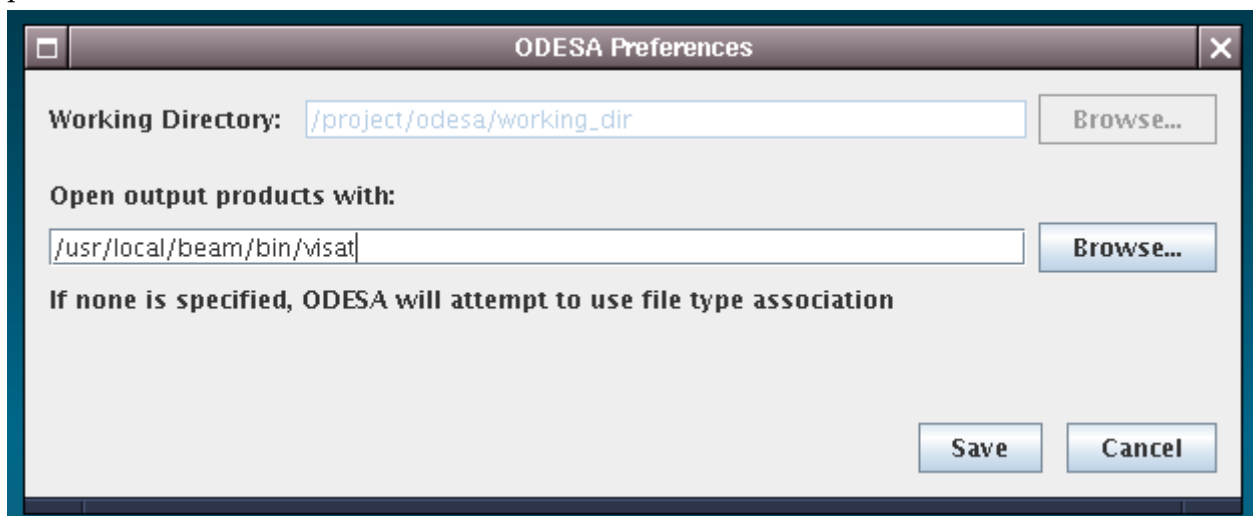 ODESA Preferences
Working Directory: /project/odesa/working_dir Browse...
Open output products with:
/usr/local/beam/bin/visat Browse...
If none is specified, ODESA will attempt to use file type association
Save Cancel